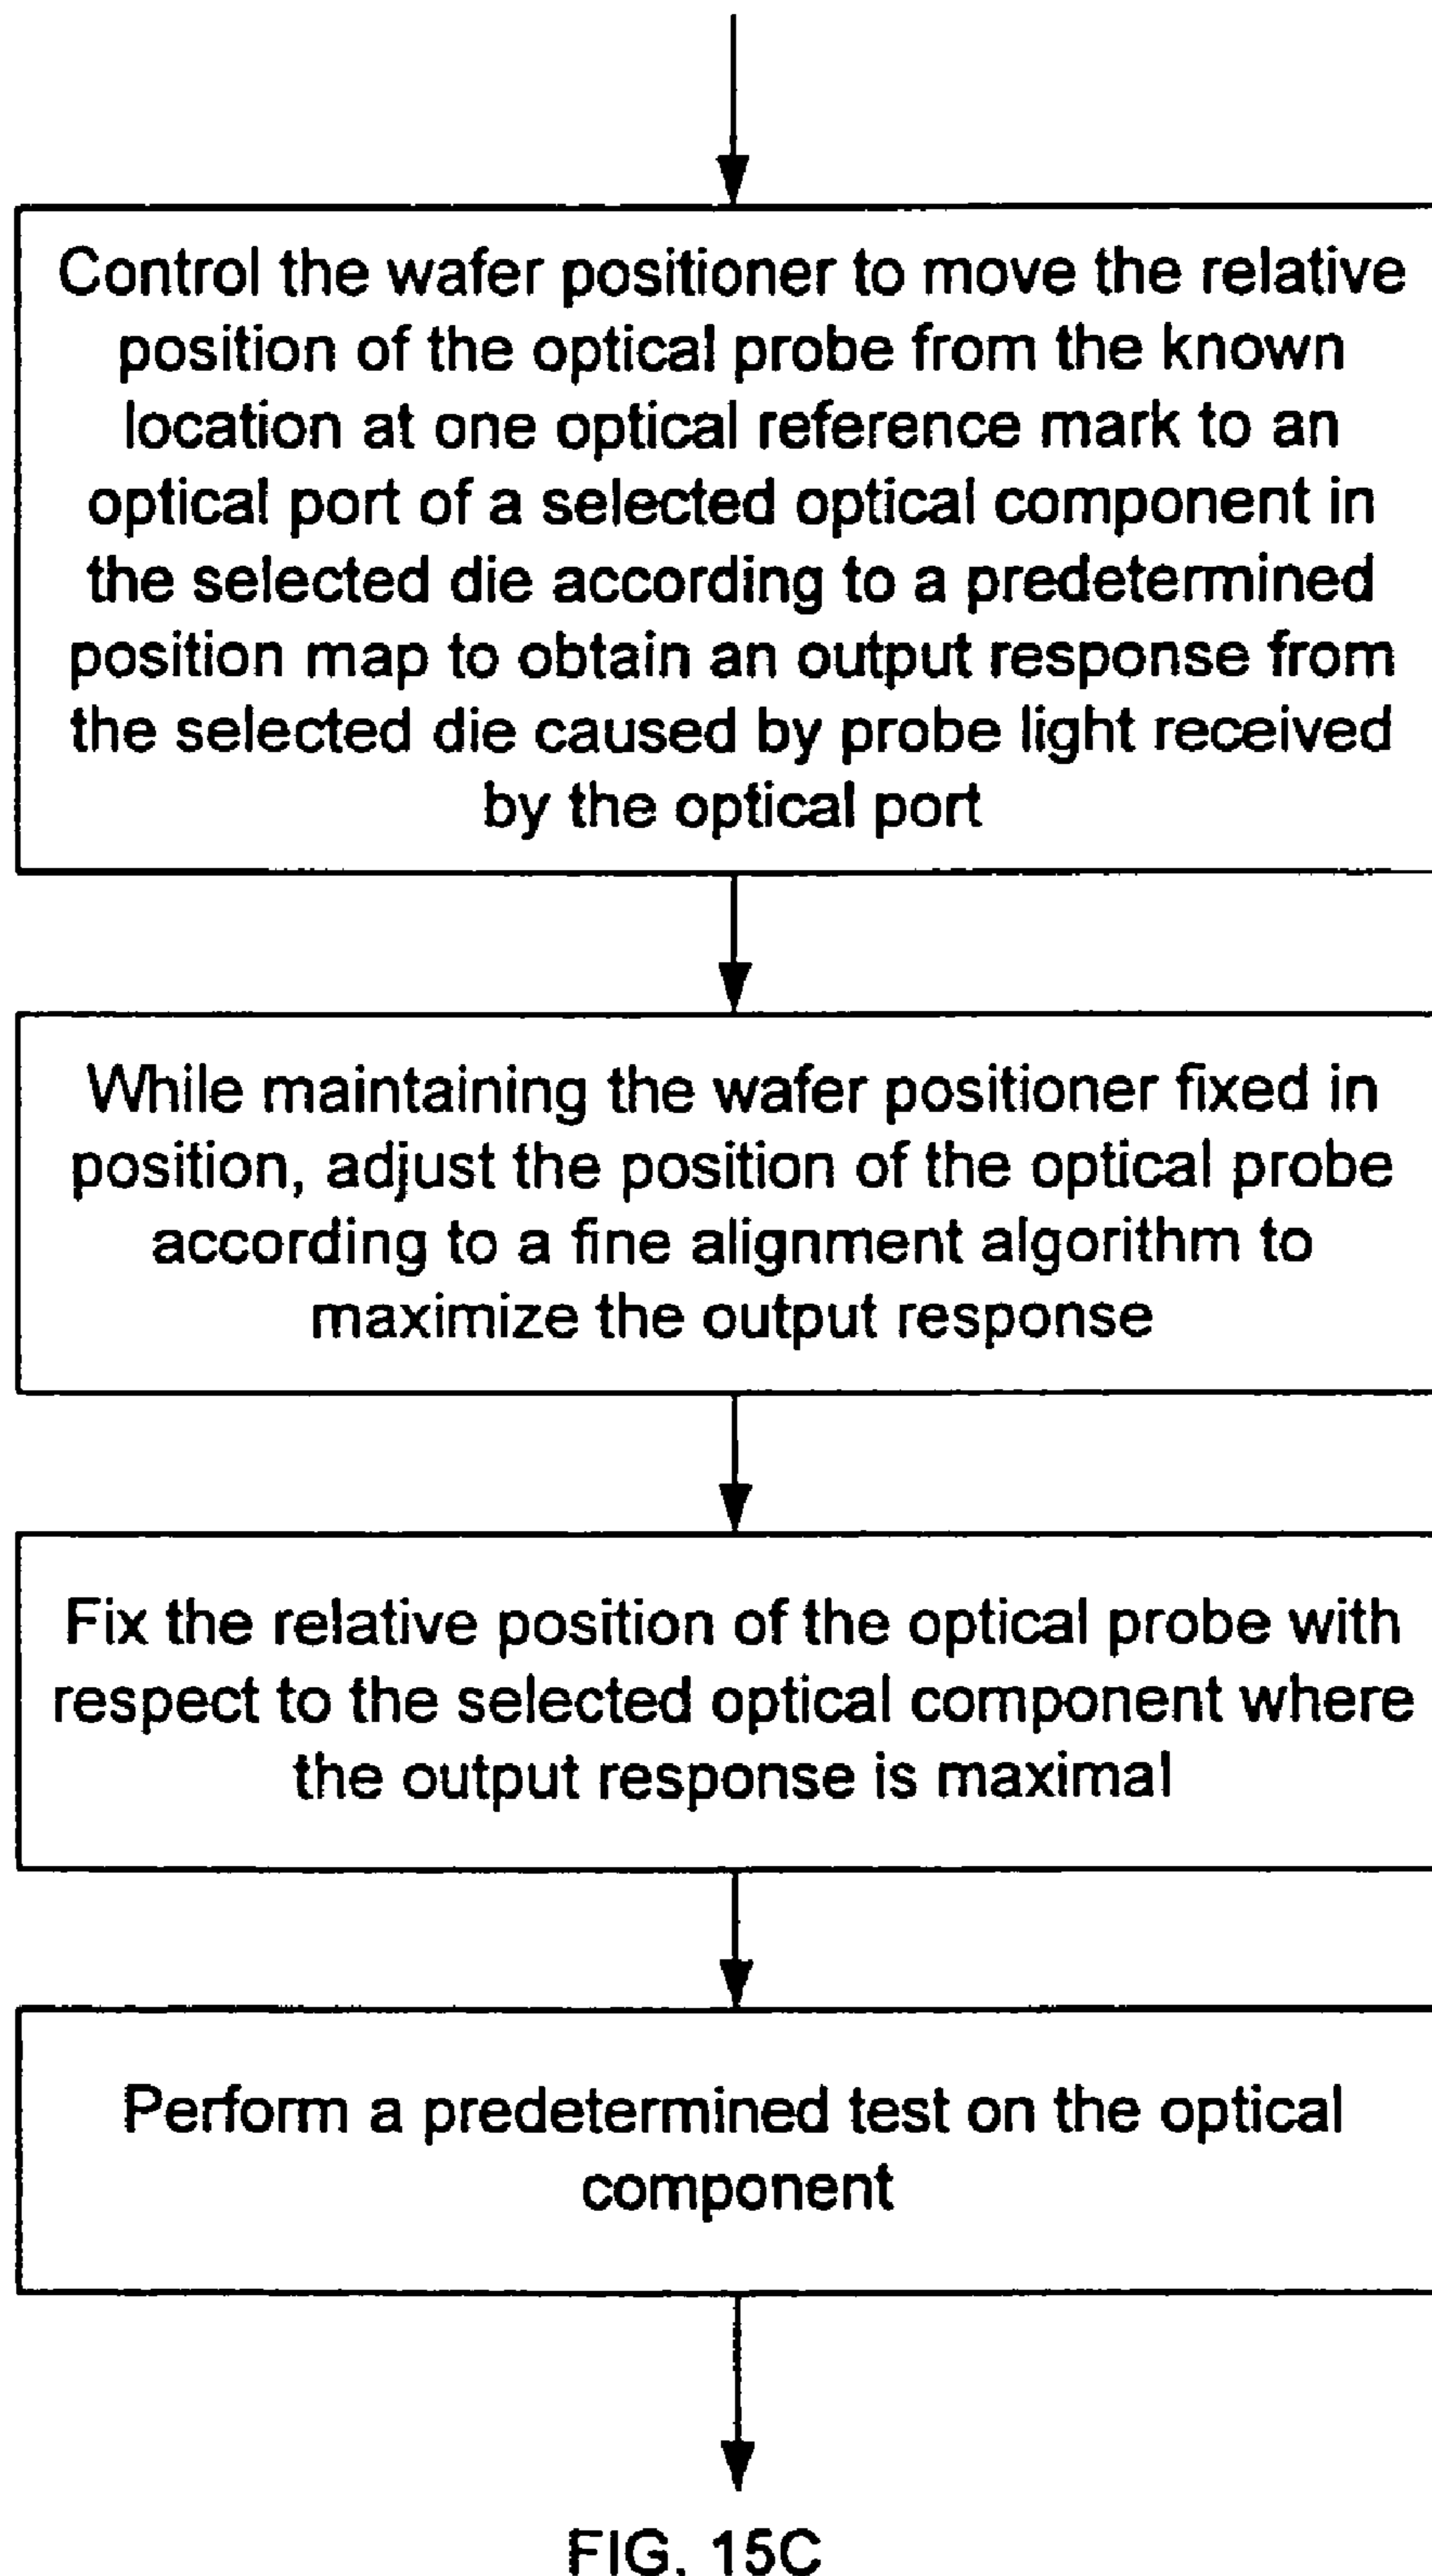 Control the wafer positioner to move the relative
position of the optical probe from the known
location at one optical reference mark to an
optical port of a selected optical component in
the selected die according to a predetermined
position map to obtain an output response from
the selected die caused by probe light received
by the optical port
While maintaining the wafer positioner fixed in
position, adjust the position of the optical probe
according to a fine alignment algorithm to
maximize the output response
Fix the relative position of the optical probe with
respect to the selected optical component where
the output response is maximal
Perform a predetermined test on the optical
component
FIG. 15C